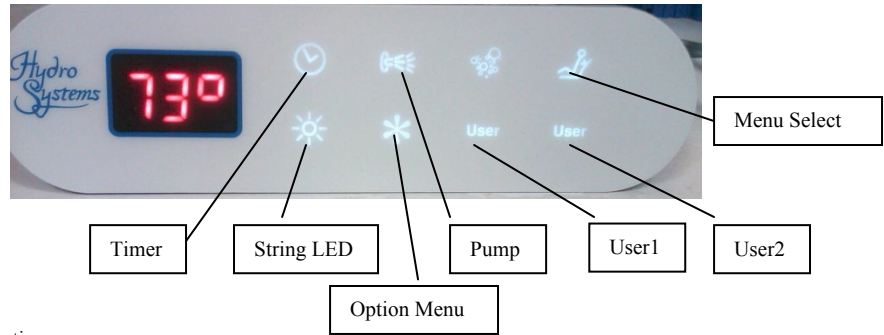 Hydro
Systems
73°
User
User
Menu Select
Timer
String LED
Pump
User1
User2
Option Menu